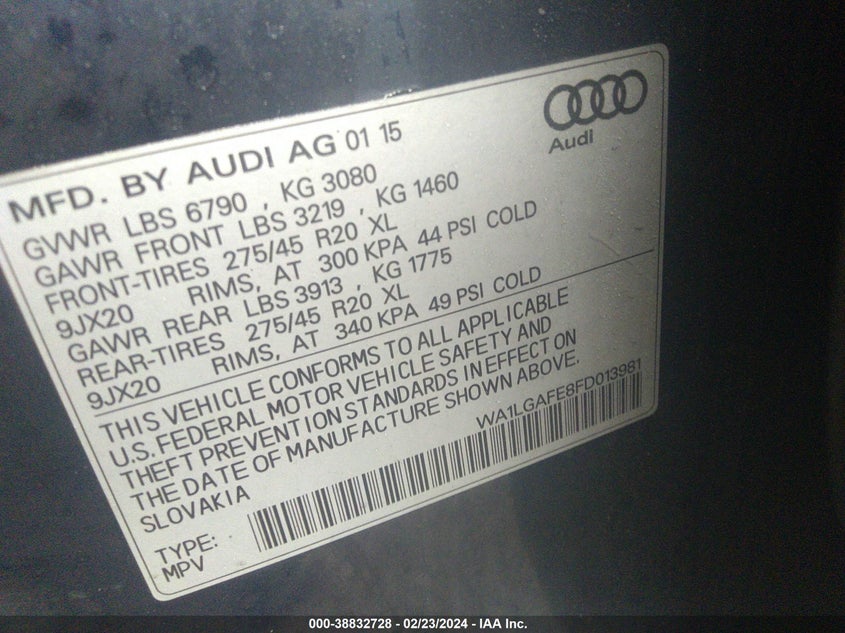 Audi
MFD. BY AUDI AG 01 15
GVWR LBS 6790 , KG 3080
GAWR FRONT LBS 3219 , KG 1460
FRONT-TIRES 275/45 R20 XL
9JX20 RIMS, AT 300 KPA 44 PSI COLD
GAWR REAR LBS 3913 , KG 1775
REAR-TIRES 275/45 R20 XL
9JX20 RIMS, AT 340 KPA 49 PSI COLD
THIS VEHICLE CONFORMS TO ALL APPLICABLE
U.S. FEDERAL MOTOR VEHICLE SAFETY AND
THEFT PREVENTION STANDARDS IN EFFECT ON
THE DATE OF MANUFACTURE SHOWN ABOVE.
SLOVAKIA WA1LGAFE8FD013981
TYPE:
MPV
000-38832728 - 02/23/2024 - IAA Inc.